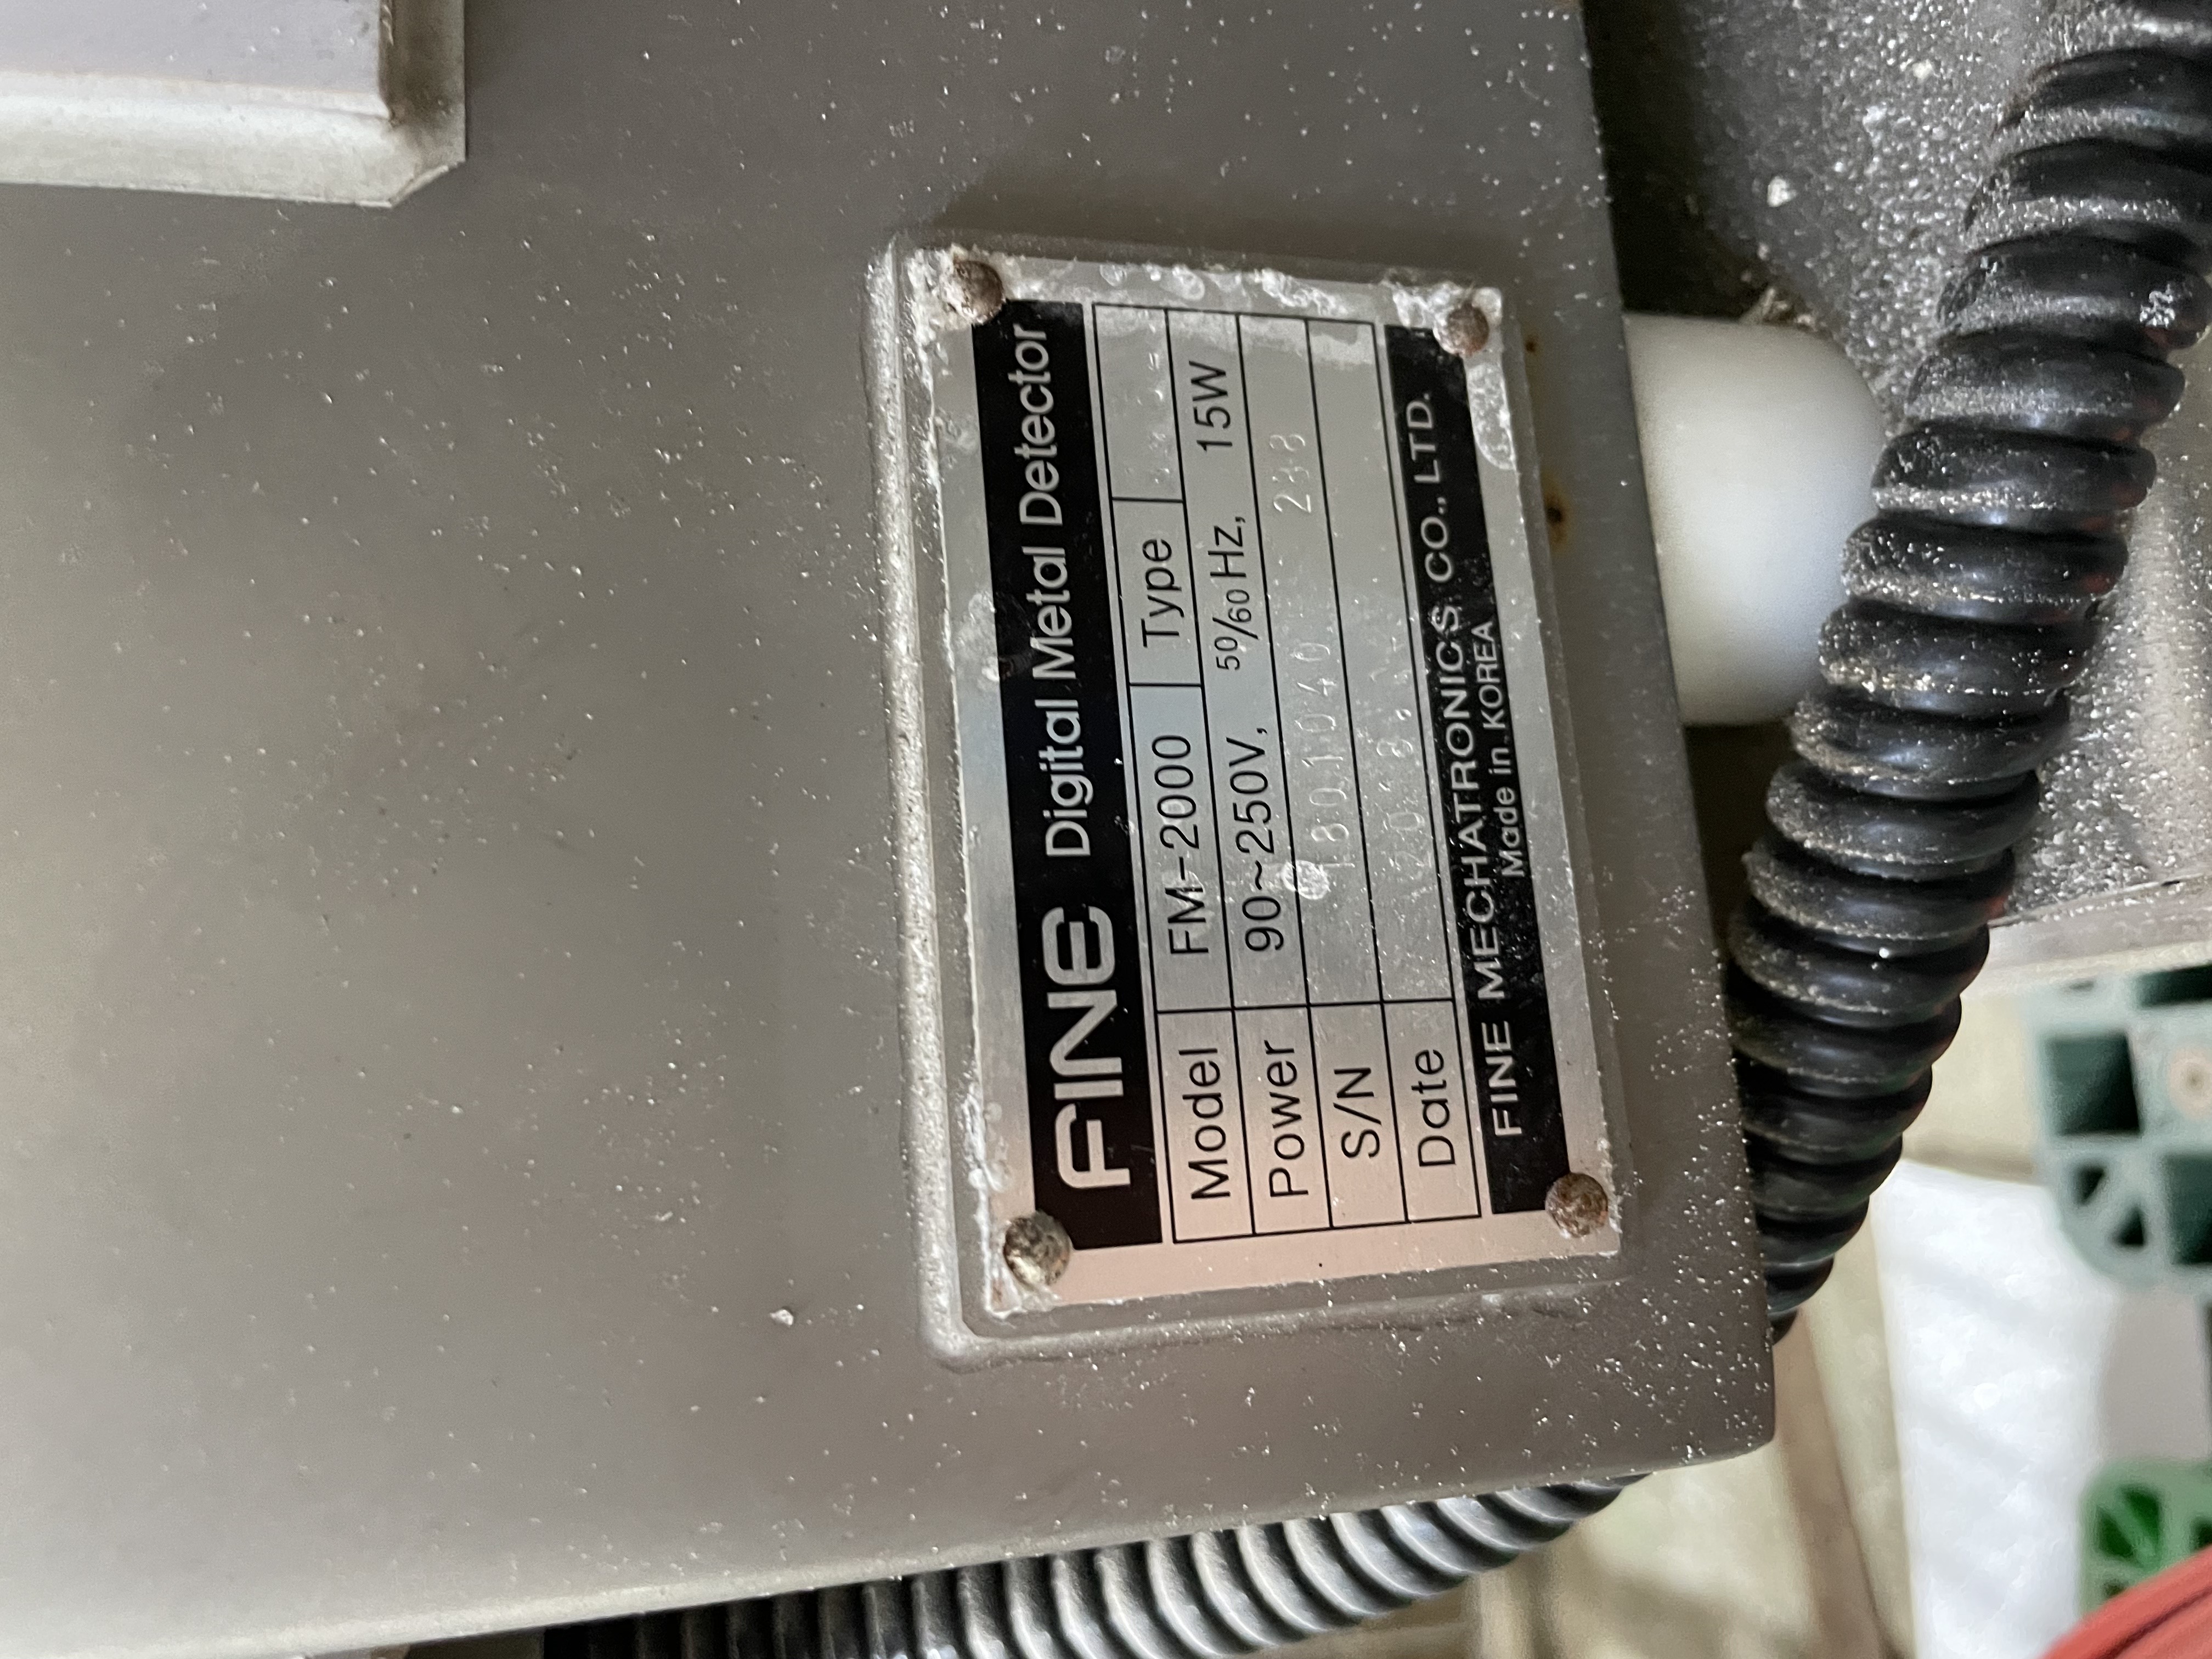 FINE Digital Metal Detector
Model FM-2000 Type
Power 90~250V, 50/60Hz, 15W
S/N 1801040
Date
FINE MECHATRONICS CO., LTD.
Made in KOREA